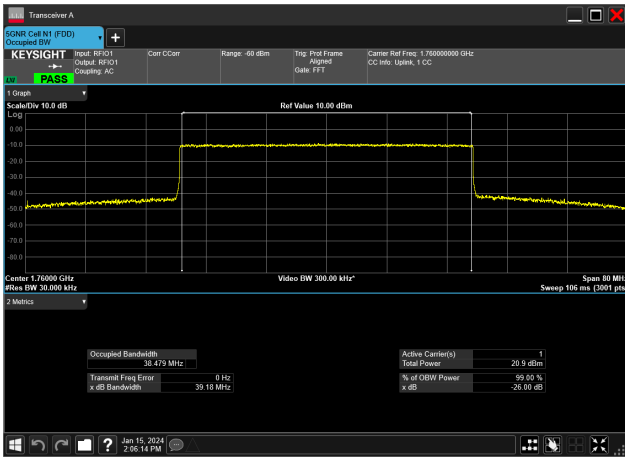 Transceiver A
5GNR Cell N1 (FDD)
Occupied BW
KEYSIGHT
LNI
PASS
Input: RFIO1
Output: RFIO1
Coupling: AC
Corr CCorr
Range: -60 dBm
Trig: Prot Frame
Aligned
Gate: FFT
Carrier Ref Freq: 1.760000000 GHz
CC Info: Uplink, 1 CC
1 Graph
Scale/Div 10.0 dB
Ref Value 10.00 dBm
Log
0.00
-10.0
-20.0
-30.0
-40.0
-50.0
-60.0
-70.0
-80.0
Center 1.76000 GHz
Video BW 300.00 kHz*
Span 80 MHz
#Res BW 30.000 kHz
Sweep 106 ms (3001 pts)
2 Metrics
Occupied Bandwidth
38.479 MHz
Transmit Freq Error 0 Hz
x dB Bandwidth 39.18 MHz
Active Carrier(s) 1
Total Power 20.9 dBm
% of OBW Power 99.00 %
x dB -26.00 dB
Jan 15, 2024
2:06:14 PM